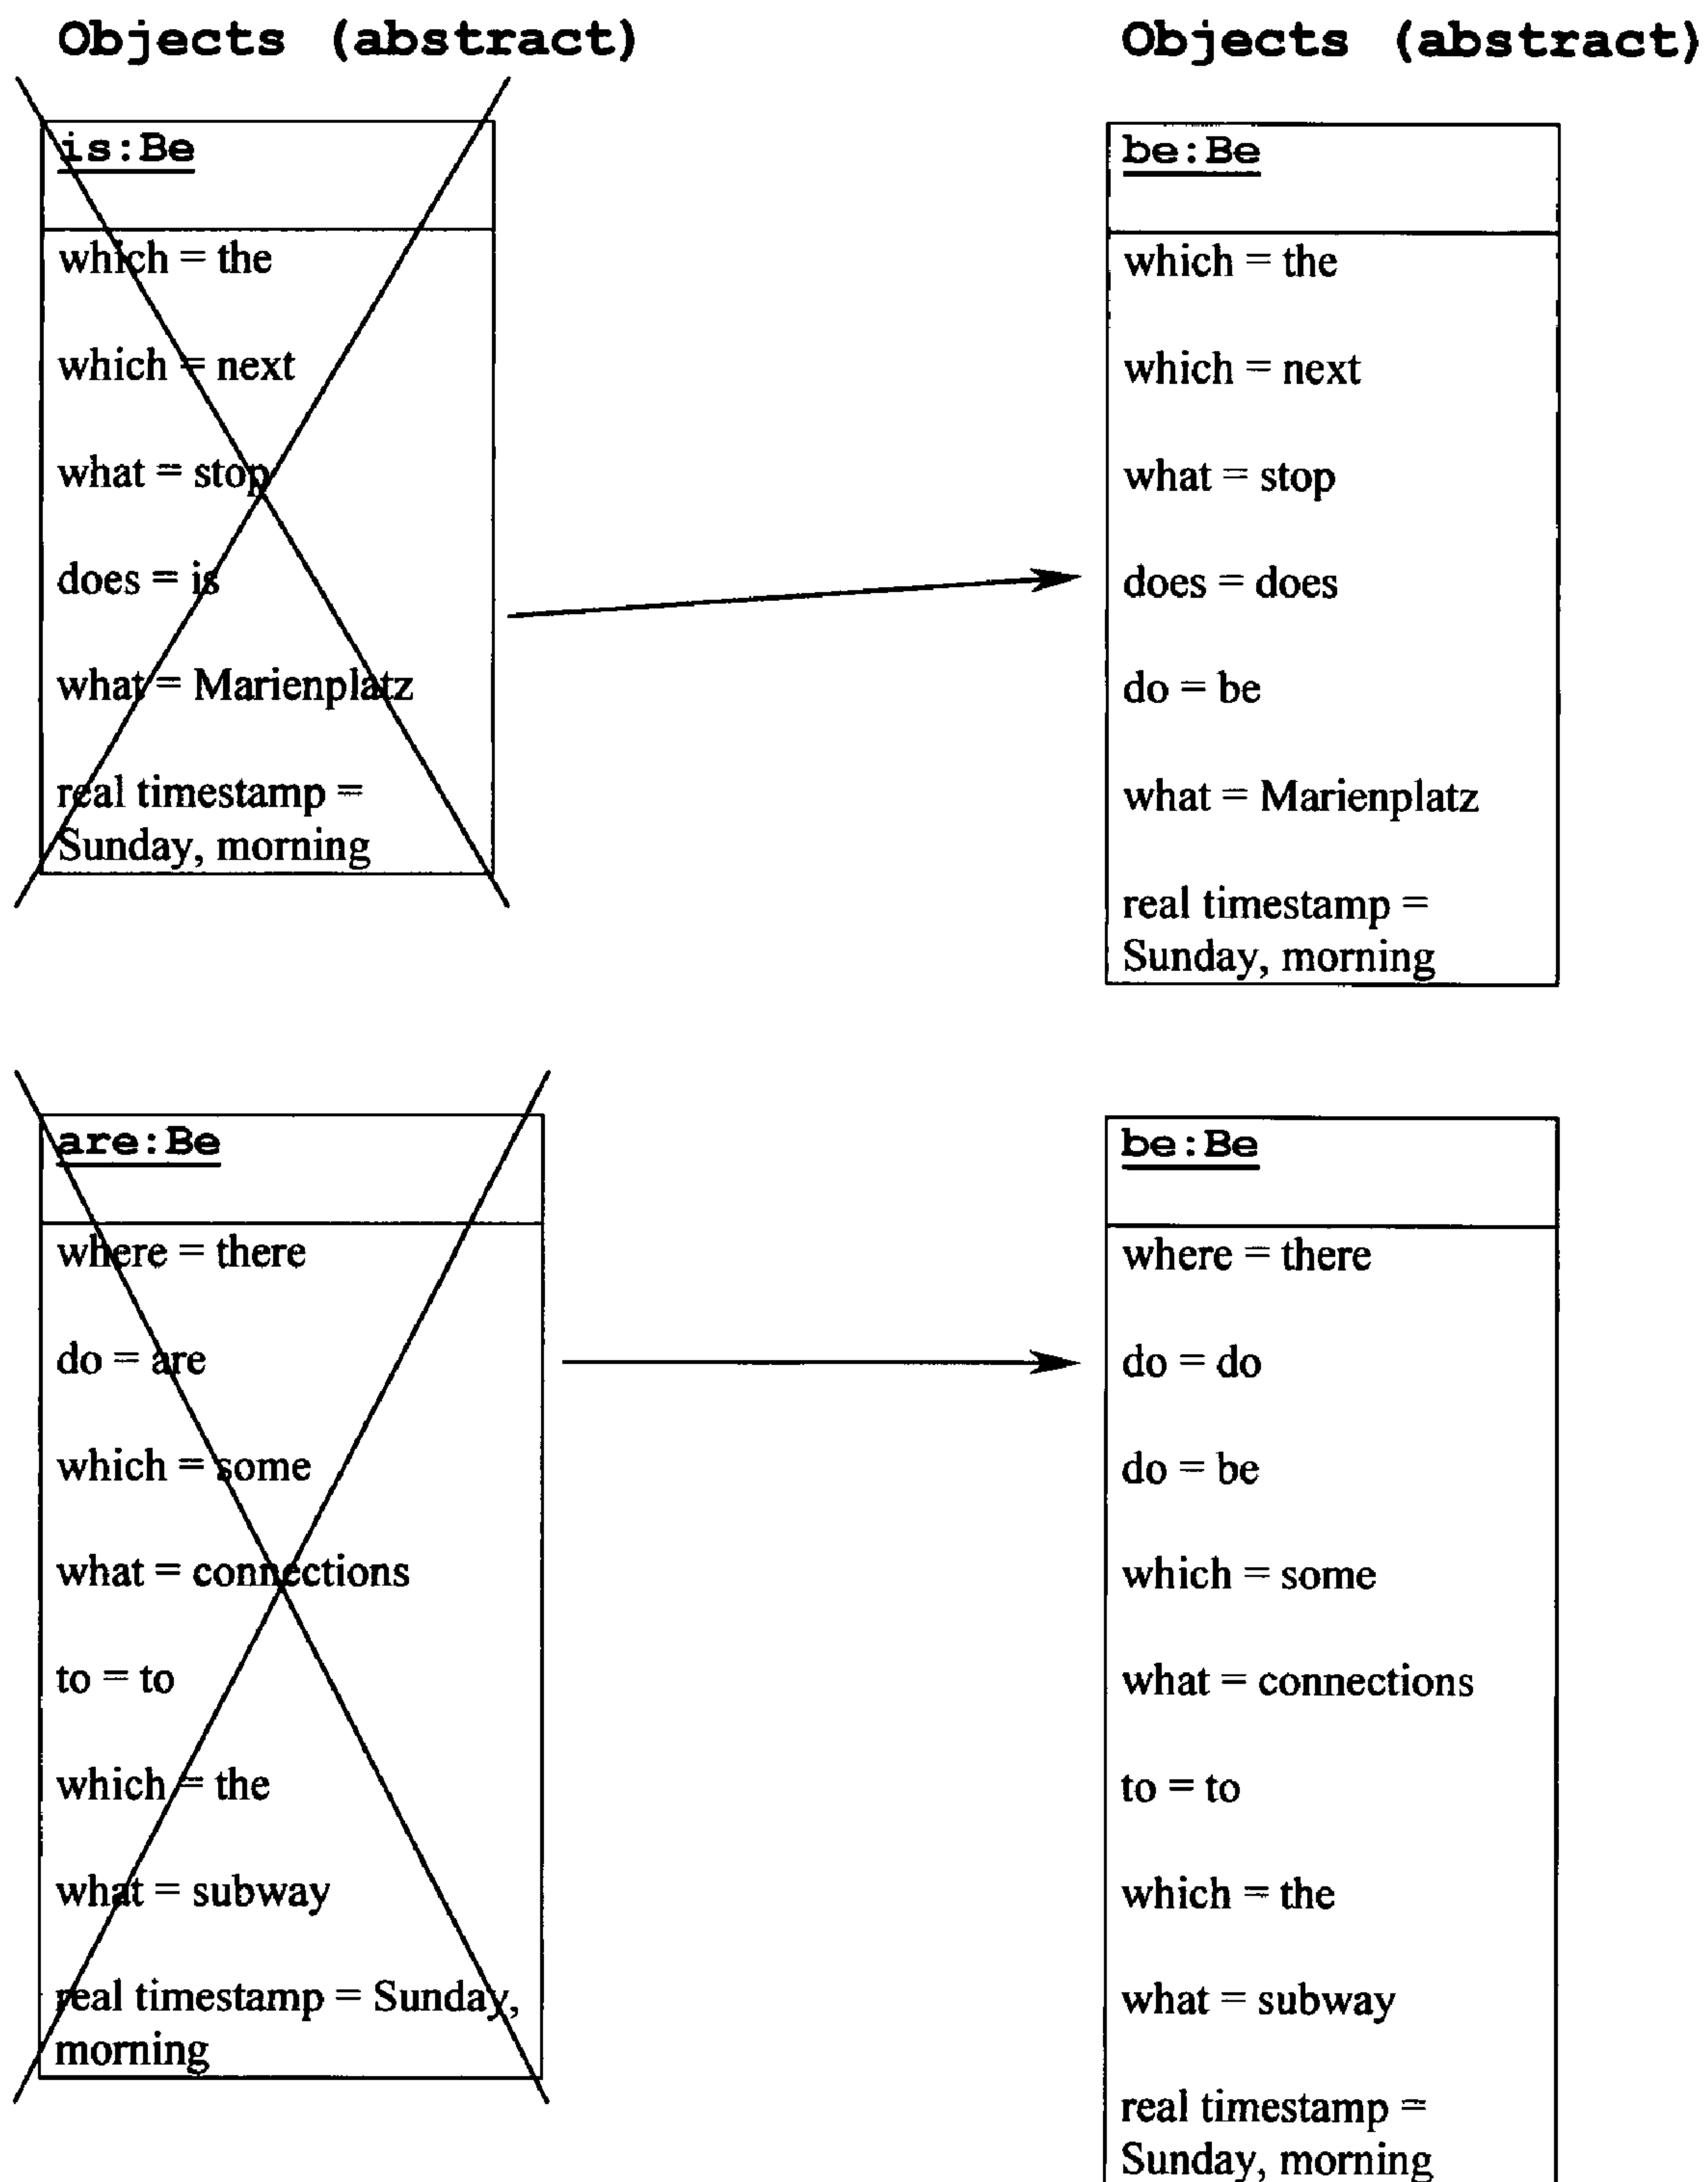 Objects (abstract)
is:Be
which = the
which = next
what = stop
does = is
what = Marienplatz
real timestamp =
Sunday, morning
Objects (abstract)
be:Be
which = the
which = next
what = stop
does = does
do = be
what = Marienplatz
real timestamp =
Sunday, morning
are:Be
where = there
do = are
which = some
what = connections
to = to
which = the
what = subway
real timestamp = Sunday,
morning
be:Be
where = there
do = do
do = be
which = some
what = connections
to = to
which = the
what = subway
real timestamp =
Sunday, morning